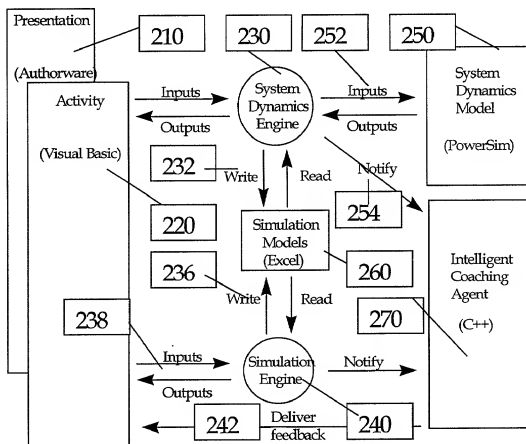 Presentation
210
230
252
250
(Authorware)
Activity
Inputs
System
Dynamics
Engine
Inputs
System
Dynamics
Model
Outputs
Outputs
(Visual Basic)
(PowerSim)
232
Write
Read
Notify
254
220
Simulation
Models
(Excel)
Intelligent
Coaching
Agent
(C++)
236
260
Write
Read
270
238
Inputs
Simulation
Engine
Notify
Outputs
242
Deliver
feedback
240